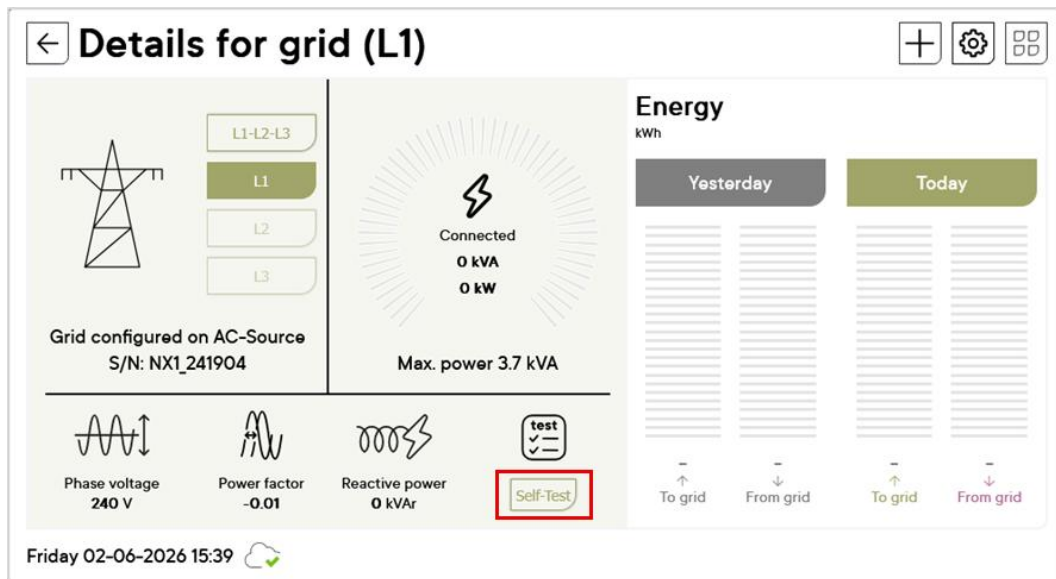 Details for grid (L1)
L1-L2-L3
L1
L2
L3
Grid configured on AC-Source
S/N: NX1_241904
Connected
0 kVA
0 kW
Max. power 3.7 kVA
Phase voltage
240 V
Power factor
-0.01
Reactive power
0 kVAr
test
Self-Test
Energy
kWh
Yesterday
Today
-
To grid
-
From grid
-
To grid
-
From grid
Friday 02-06-2026 15:39